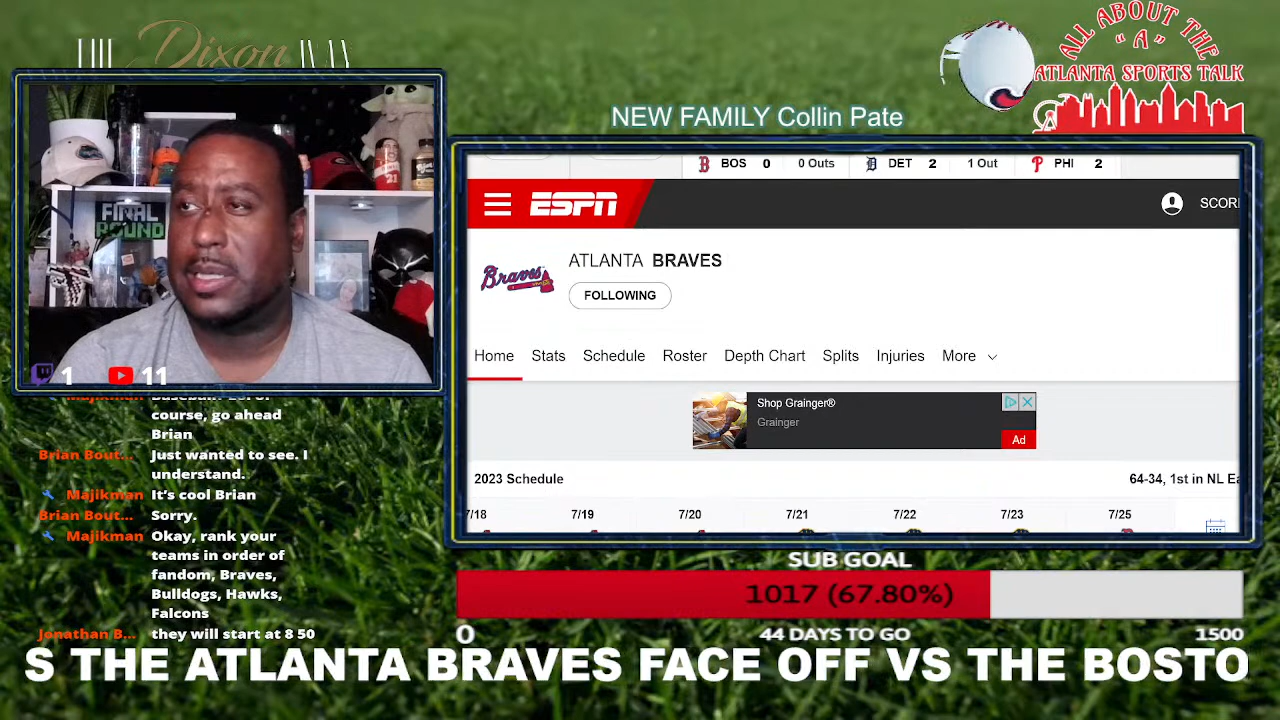 Dixon
ALL ABOUT THE
"A"
ATLANTA SPORTS TALK
NEW FAMILY Collin Pate
BOS 0 0 Outs DET 2 1 Out PHI 2
ESPN
SCOR
ATLANTA BRAVES
Braves
FOLLOWING
Home Stats Schedule Roster Depth Chart Splits Injuries More
Shop Grainger®
Grainger
Ad
2023 Schedule
64-34, 1st in NL Ea
7/18 7/19 7/20 7/21 7/22 7/23 7/25
FINAL
ROUND
21
1 11
course, go ahead
Brian
Brian Bout... Just wanted to see. I
understand.
Majikman It's cool Brian
Brian Bout... Sorry.
Majikman Okay, rank your
teams in order of
fandom, Braves,
Bulldogs, Hawks,
Falcons
Jonathan B... they will start at 8 50
SUB GOAL
1017 (67.80%)
0 44 DAYS TO GO 1500
S THE ATLANTA BRAVES FACE OFF VS THE BOSTO